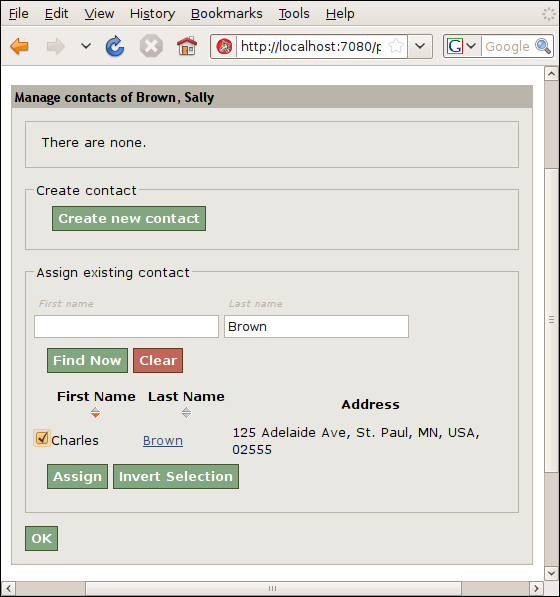 File Edit View History Bookmarks Tools Help
http://localhost:7080/p
G Google
Manage contacts of Brown, Sally
There are none.
Create contact
Create new contact
Assign existing contact
First name Last name
Brown
Find Now Clear
First Name Last Name Address
Charles Brown 125 Adelaide Ave, St. Paul, MN, USA,
02555
Assign Invert Selection
OK